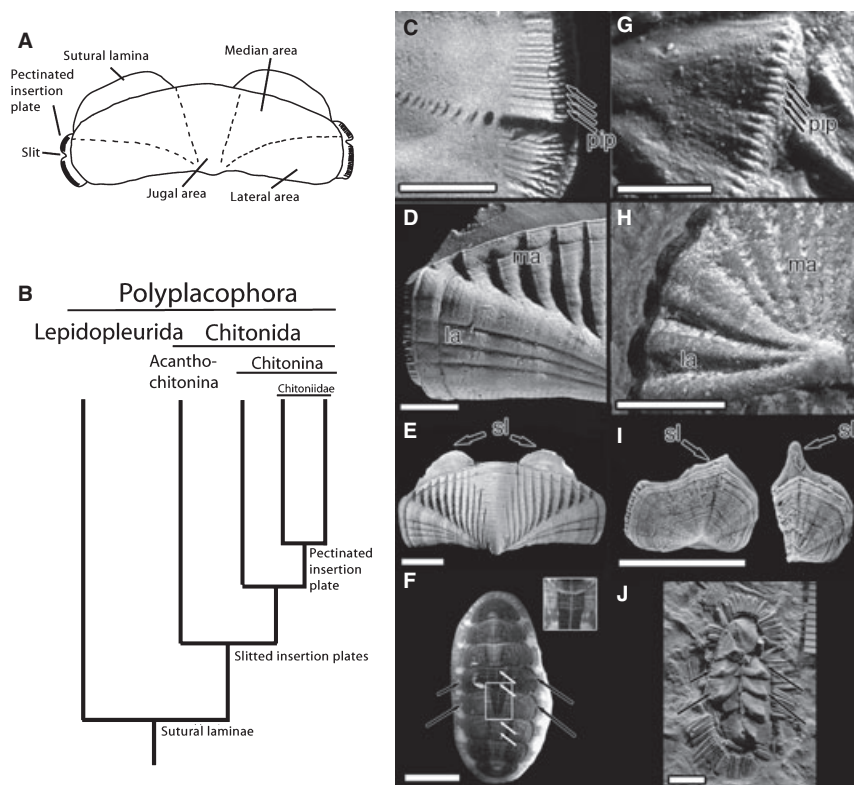 A
Sutural lamina
Median area
Pectinated
insertion
plate
Slit
Jugal area
Lateral area
B
Polyplacophora
Lepidopleurida
Chitonida
Acantho-
chitonina
Chitonina
Chitoniidae
Pectinated
insertion
plate
Slitted insertion plates
Sutural laminae
C
pip
G
pip
D
ma
la
H
ma
la
E
sl
I
sl
sl
F
J